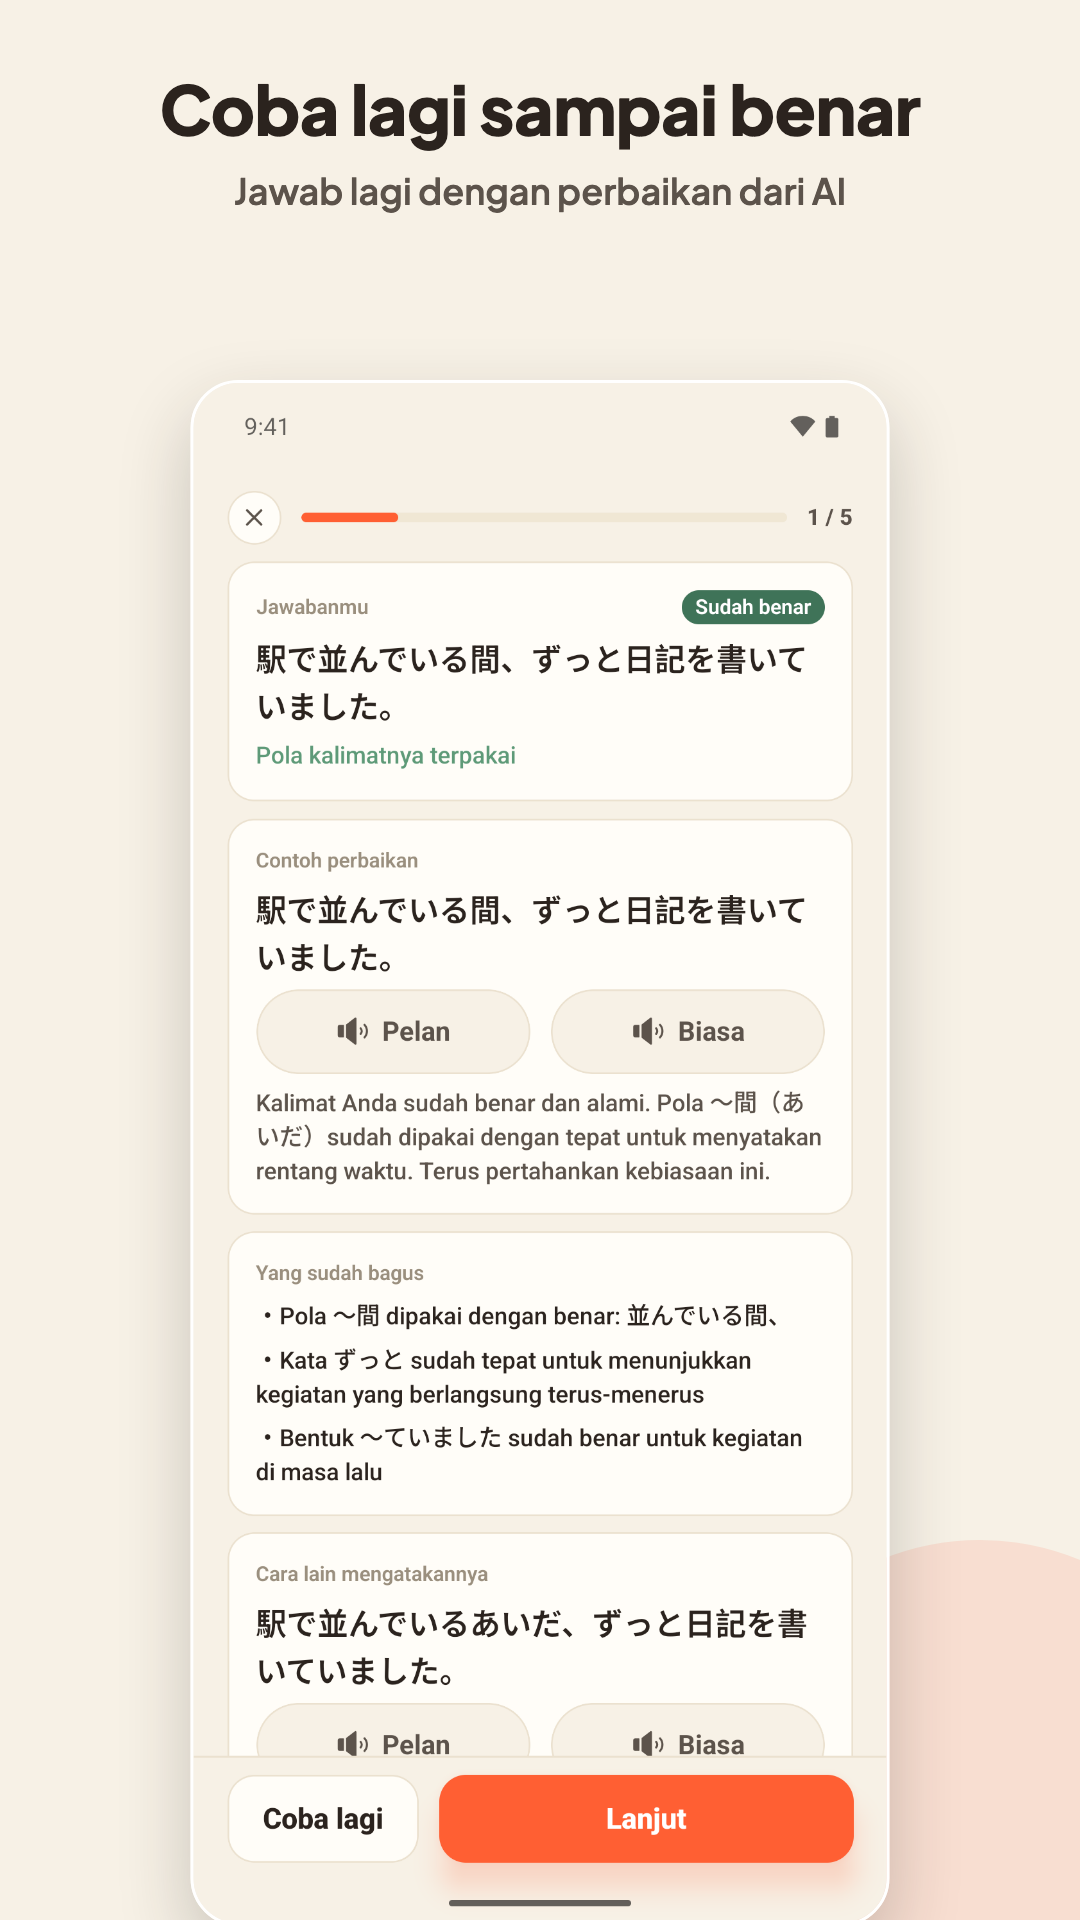 Coba lagi sampai benar
Jawab lagi dengan perbaikan dari AI
9:41
1 / 5
Jawabanmu
Sudah benar
駅で並んでいる間、ずっと日記を書いて
いました。
Pola kalimatnya terpakai
Contoh perbaikan
駅で並んでいる間、ずっと日記を書いて
いました。
Pelan
Biasa
Kalimat Anda sudah benar dan alami. Pola 〜間（あ
いだ）sudah dipakai dengan tepat untuk menyatakan
rentang waktu. Terus pertahankan kebiasaan ini.
Yang sudah bagus
・Pola 〜間 dipakai dengan benar: 並んでいる間、
・Kata ずっと sudah tepat untuk menunjukkan
kegiatan yang berlangsung terus-menerus
・Bentuk 〜ていました sudah benar untuk kegiatan
di masa lalu
Cara lain mengatakannya
駅で並んでいるあいだ、ずっと日記を書
いていました。
Pelan
Biasa
Coba lagi
Lanjut